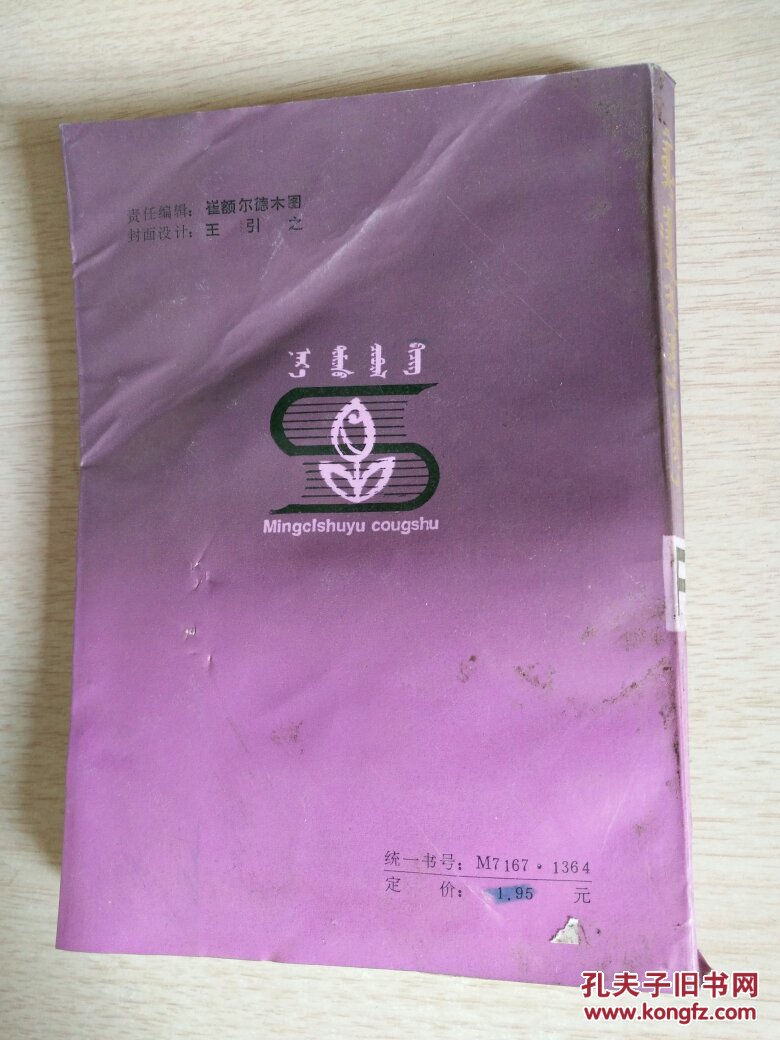 责任编辑：崔额尔德木图
封面设计：王 引 之
Mingcishuyu cougshu
统一书号：M7167·1364
定 价：1.95 元
孔夫子旧书网
www.kongfz.com